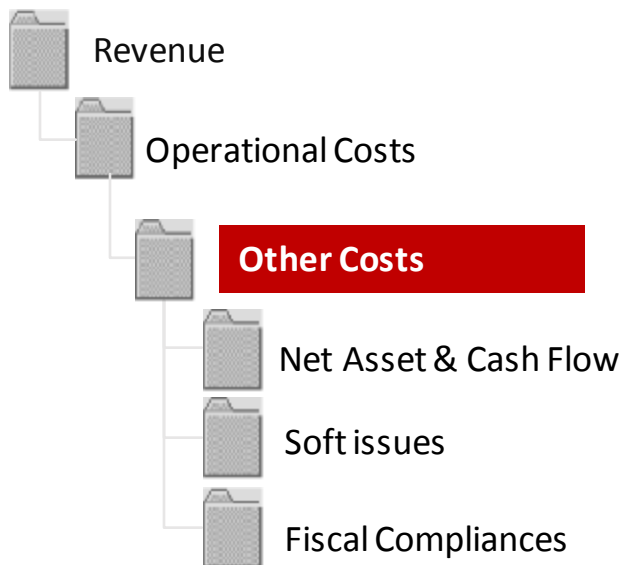 Revenue
Operational Costs
Other Costs
Net Asset & Cash Flow
Soft issues
Fiscal Compliances